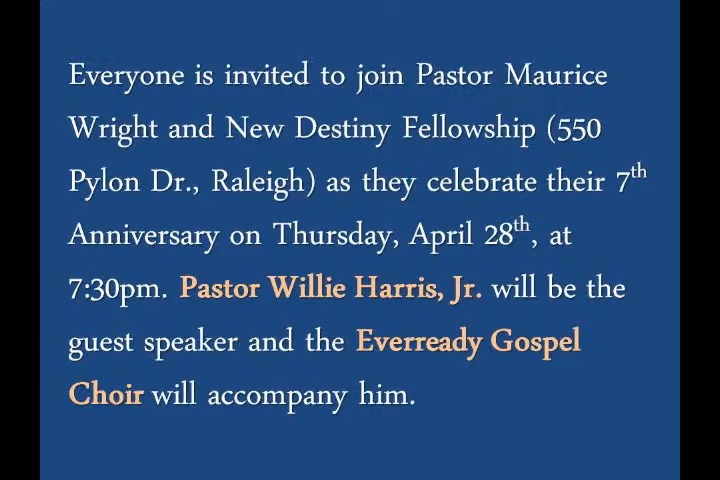 Everyone is invited to join Pastor Maurice
Wright and New Destiny Fellowship (550
Pylon Dr., Raleigh) as they celebrate their 7th
Anniversary on Thursday, April 28th, at
7:30pm. Pastor Willie Harris, Jr. will be the
guest speaker and the Everready Gospel
Choir will accompany him.